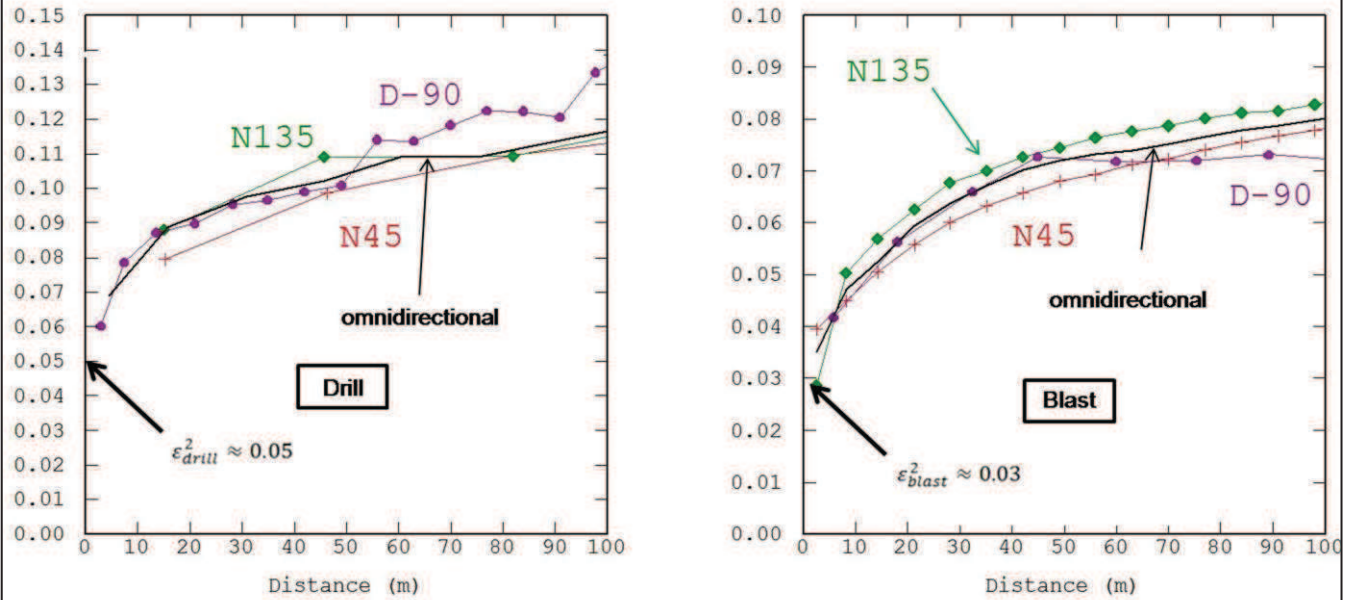 0.15
0.14
0.13
0.12
0.11
0.10
0.09
0.08
0.07
0.06
0.05
0.04
0.03
0.02
0.01
0.00
0 10 20 30 40 50 60 70 80 90 100
Distance (m)
D-90
N135
N45
omnidirectional
Drill
ε²drill ≈ 0.05
0.10
0.09
0.08
0.07
0.06
0.05
0.04
0.03
0.02
0.01
0.00
0 10 20 30 40 50 60 70 80 90 100
Distance (m)
N135
D-90
N45
omnidirectional
Blast
ε²blast ≈ 0.03